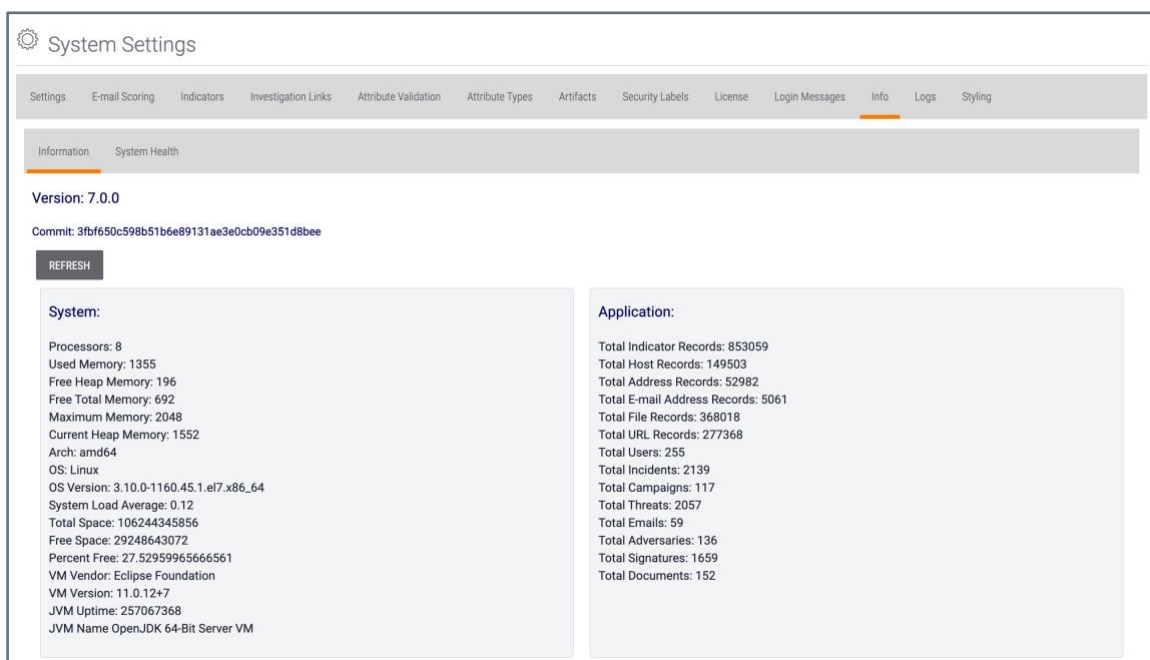 System Settings
Settings E-mail Scoring Indicators Investigation Links Attribute Validation Attribute Types Artifacts Security Labels License Login Messages Info Logs Styling
Information System Health
Version: 7.0.0
Commit: 3fbf650c598b51b6e89131ae3e0cb09e351d8bee
REFRESH
System:
Processors: 8
Used Memory: 1355
Free Heap Memory: 196
Free Total Memory: 692
Maximum Memory: 2048
Current Heap Memory: 1552
Arch: amd64
OS: Linux
OS Version: 3.10.0-1160.45.1.el7.x86_64
System Load Average: 0.12
Total Space: 106244345856
Free Space: 29248643072
Percent Free: 27.52959965666561
VM Vendor: Eclipse Foundation
VM Version: 11.0.12+7
JVM Uptime: 257067368
JVM Name OpenJDK 64-Bit Server VM
Application:
Total Indicator Records: 853059
Total Host Records: 149503
Total Address Records: 52982
Total E-mail Address Records: 5061
Total File Records: 368018
Total URL Records: 277368
Total Users: 255
Total Incidents: 2139
Total Campaigns: 117
Total Threats: 2057
Total Emails: 59
Total Adversaries: 136
Total Signatures: 1659
Total Documents: 152